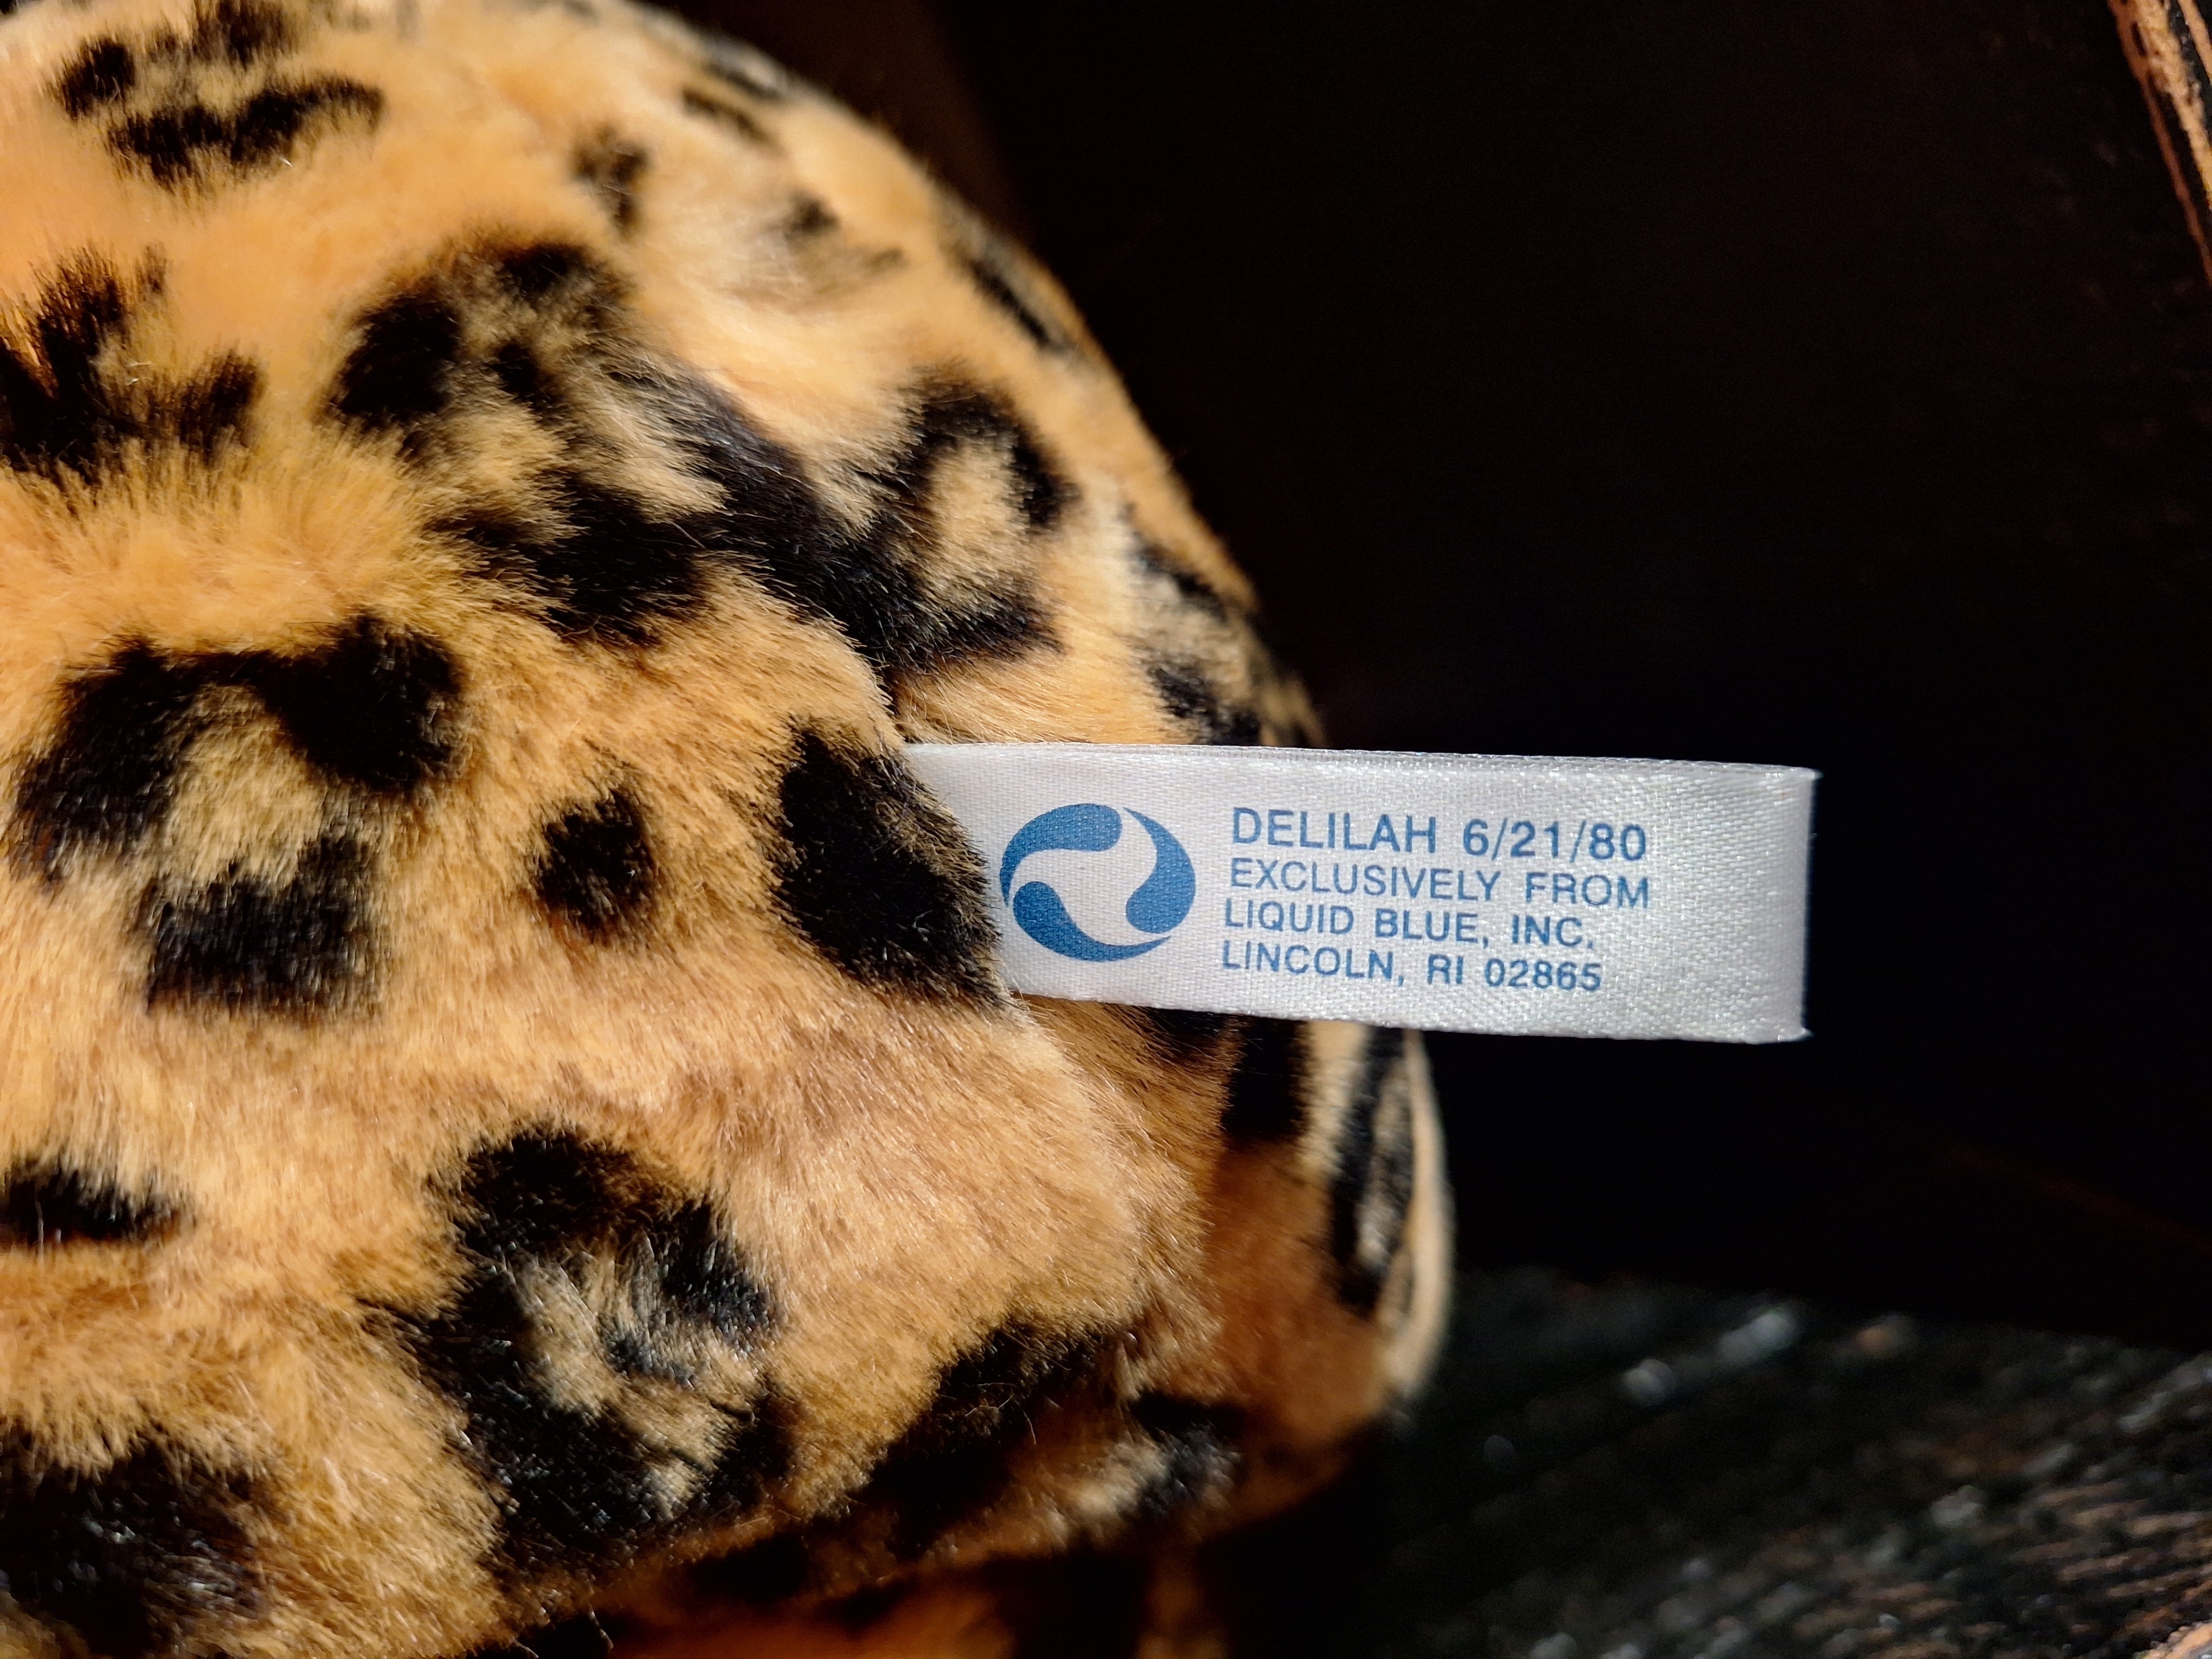 DELILAH 6/21/80
EXCLUSIVELY FROM
LIQUID BLUE, INC.
LINCOLN, RI 02865